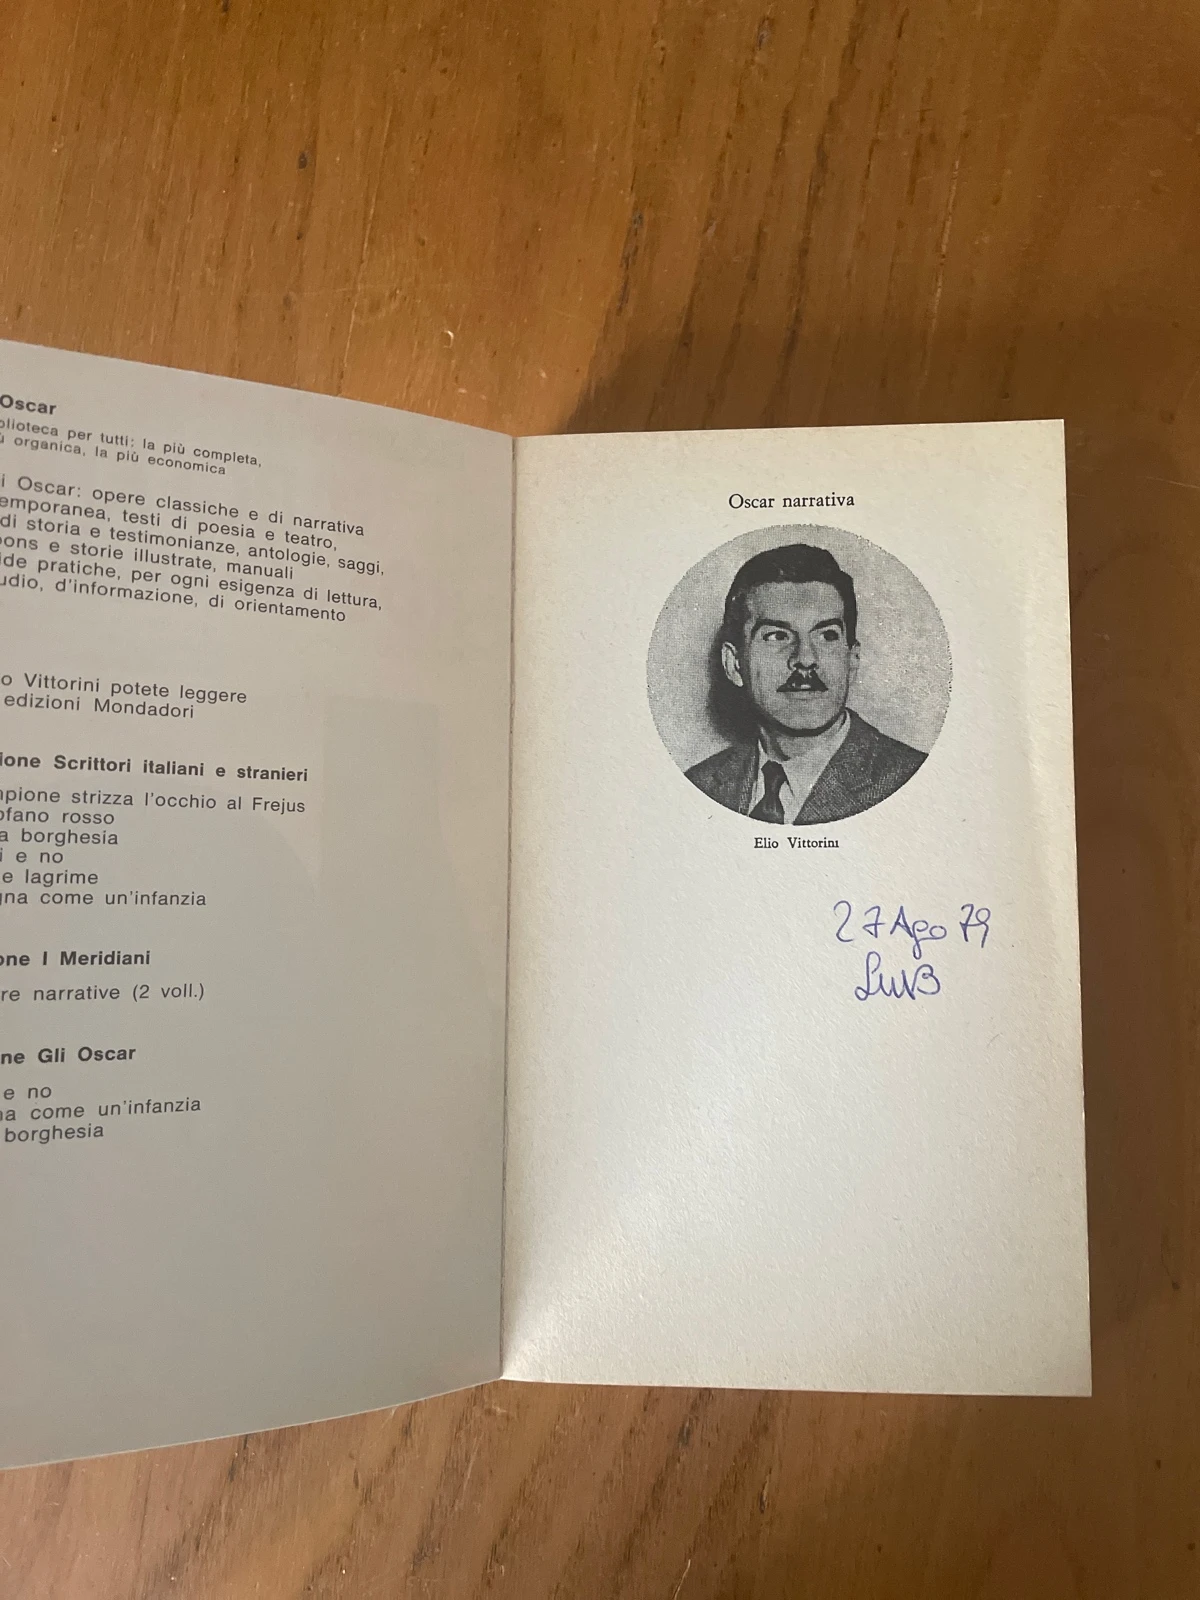 Oscar
blioteca per tutti: la più completa,
ù organica, la più economica
i Oscar: opere classiche e di narrativa
emporanea, testi di poesia e teatro,
di storia e testimonianze, antologie, saggi,
oons e storie illustrate, manuali
ide pratiche, per ogni esigenza di lettura,
udio, d'informazione, di orientamento
o Vittorini potete leggere
edizioni Mondadori
ione Scrittori italiani e stranieri
mpione strizza l'occhio al Frejus
ofano rosso
a borghesia
i e no
e lagrime
gna come un'infanzia
one I Meridiani
re narrative (2 voll.)
ne Gli Oscar
e no
na come un'infanzia
borghesia
Oscar narrativa
Elio Vittorini
27 Ago 79